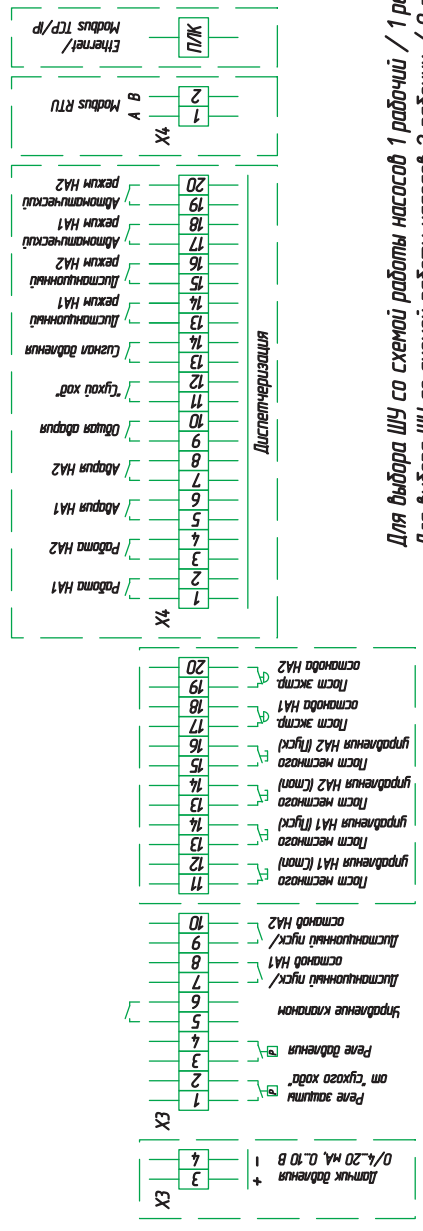 X3
Датчик давления + 3
0/4...20 мА, 0...10 В - 4
X3
Реле защиты 1
от "сухого хода" 2
P
Реле давления 3
P
4
Управление клапаном 5
6
Дистанционный пуск/ 7
останов НА1 8
Дистанционный пуск/ 9
останов НА2 10
Пост местного 11
управления НА1 (Стоп) 12
Пост местного 13
управления НА1 (Пуск) 14
Пост местного 13
управления НА2 (Стоп) 14
Пост местного 15
управления НА2 (Пуск) 16
Пост экстр. 17
останова НА1 18
Пост экстр. 19
останова НА2 20
X4
1 Работа НА1
2
3 Работа НА2
4
5 Авария НА1
6
7 Авария НА2
8
9 Общая авария
10
11 "Сухой ход"
12
13 Сигнал давления
14
13 Дистанционный
14 режим НА1
15 Дистанционный
16 режим НА2
17 Автоматический
18 режим НА1
19 Автоматический
20 режим НА2
Диспетчеризация
X4
1 A
2 B
Modbus RTU
ПЛК
Ethernet/
Modbus TCP/IP
Для выбора ШУ со схемой работы насосов 1 рабочий / 1 ре